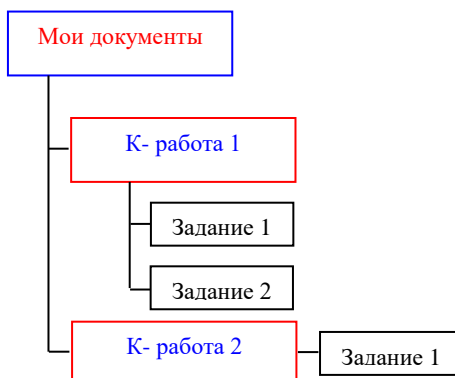 Мои документы
К- работа 1
Задание 1
Задание 2
К- работа 2
Задание 1